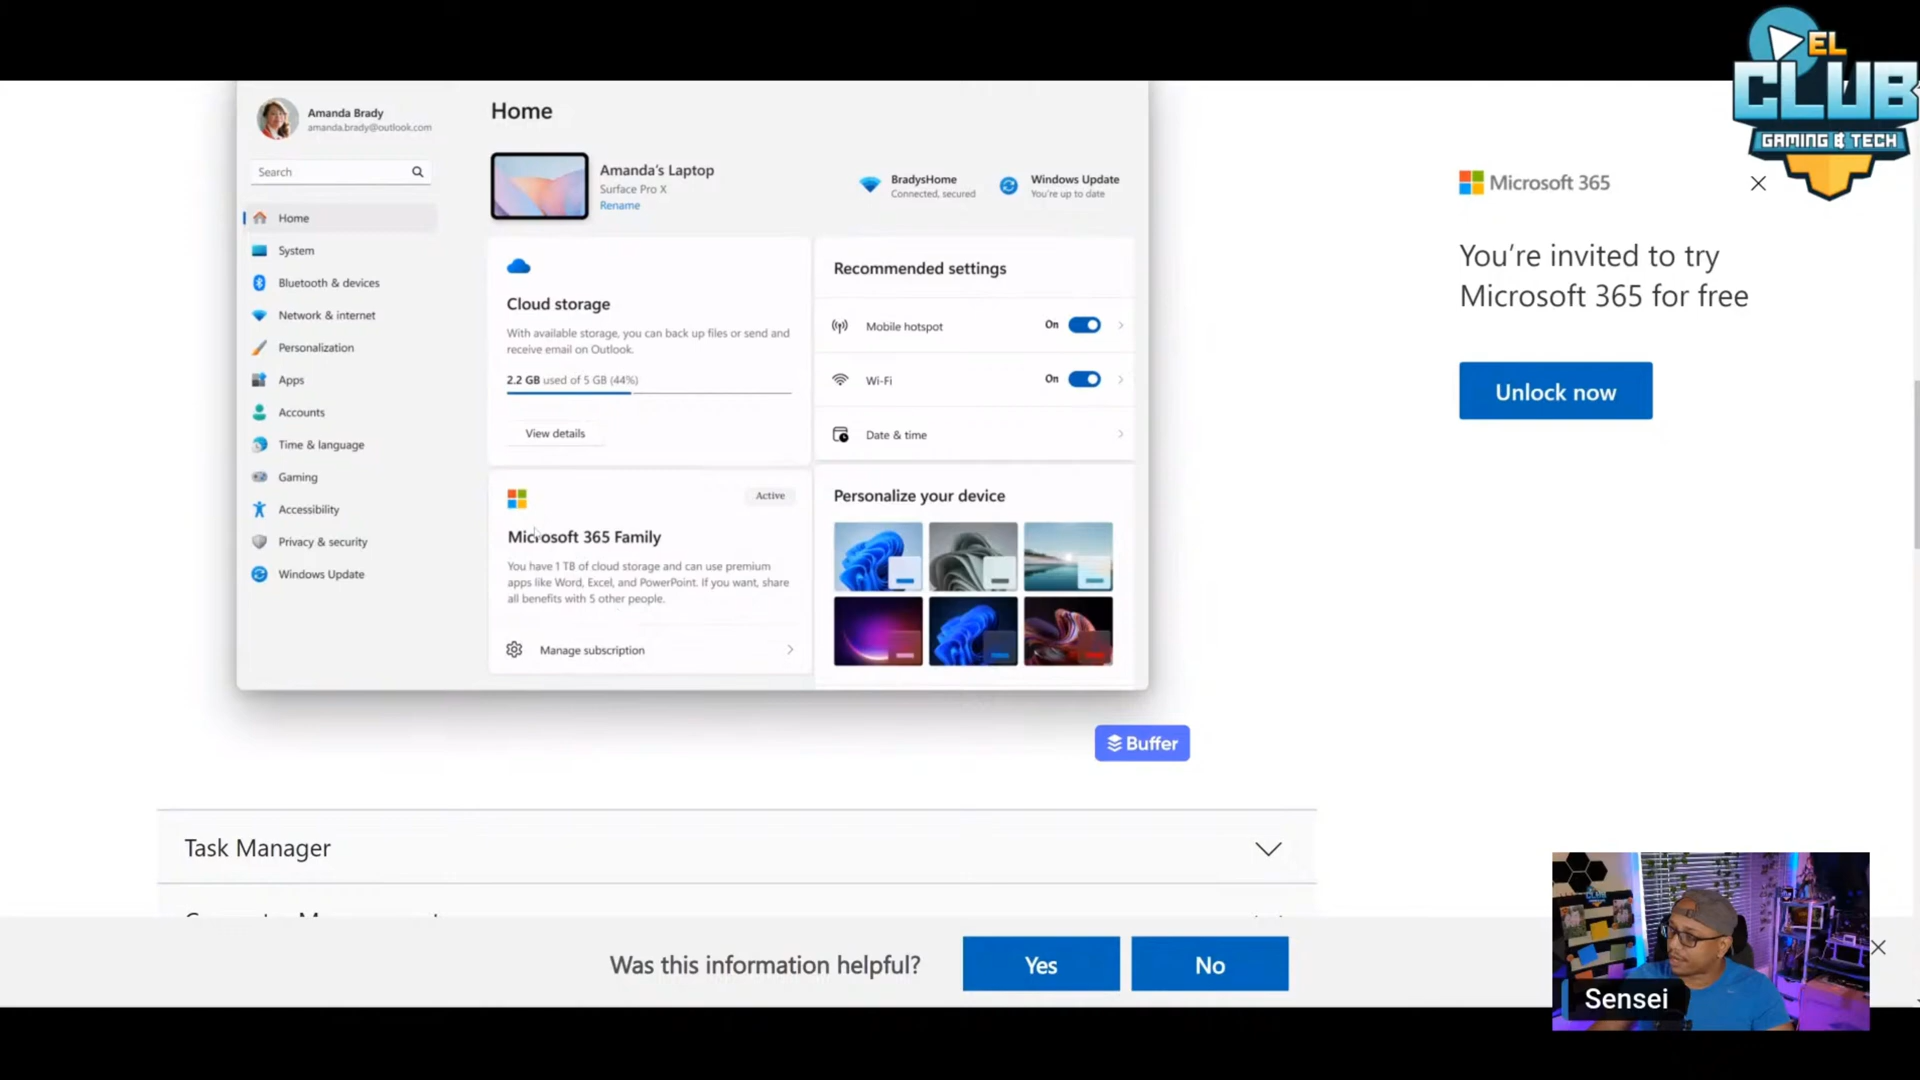 EL
CLUB
GAMING & TECH
Amanda Brady
amanda.brady@outlook.com
Search
Home
System
Bluetooth & devices
Network & internet
Personalization
Apps
Accounts
Time & language
Gaming
Accessibility
Privacy & security
Windows Update
Home
Amanda's Laptop
Surface Pro X
Rename
BradysHome
Connected, secured
Windows Update
You're up to date
Cloud storage
With available storage, you can back up files or send and
receive email on Outlook.
2.2 GB used of 5 GB (44%)
View details
Microsoft 365 Family
Active
You have 1 TB of cloud storage and can use premium
apps like Word, Excel, and PowerPoint. If you want, share
all benefits with 5 other people.
Manage subscription
Recommended settings
Mobile hotspot
On
Wi-Fi
On
Date & time
Personalize your device
Microsoft 365
You're invited to try
Microsoft 365 for free
Unlock now
Buffer
Task Manager
Was this information helpful?
Yes
No
Sensei